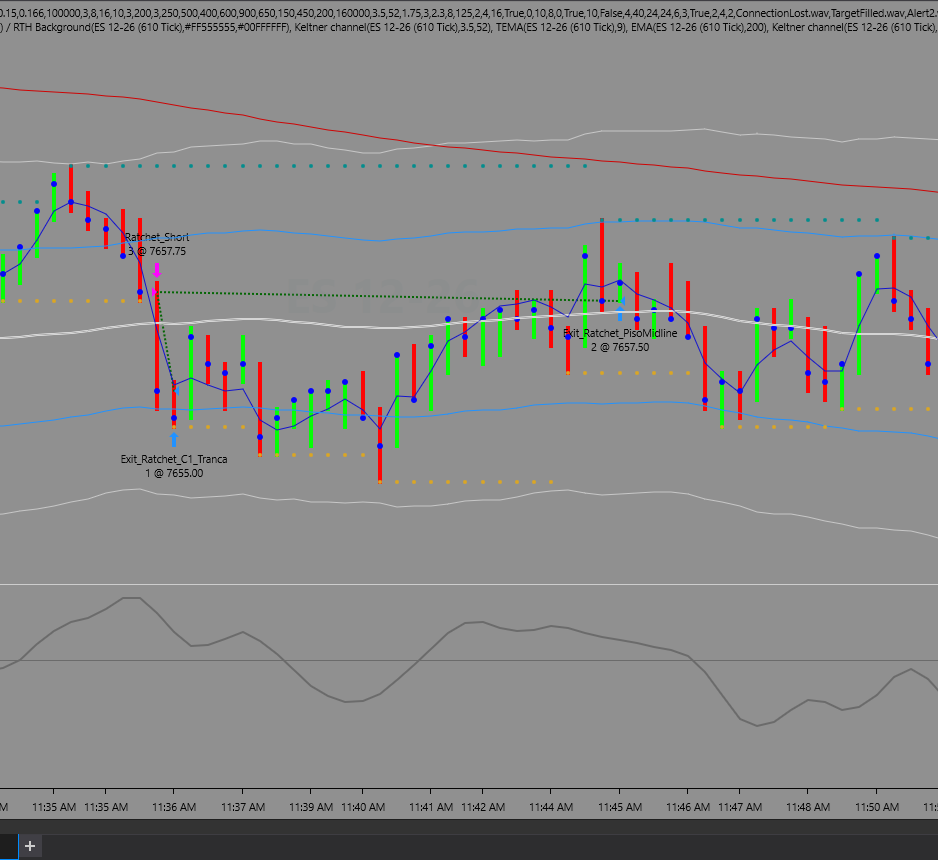 0.15,0.166,100000,3,8,16,10,3,200,3,250,500,400,600,900,650,150,450,200,160000,3.5,52,1.75,3,2.3,8,125,2,4,16,True,0,10,8,0,True,10,False,4,40,24,24,6,3,True,2,4,2,ConnectionLost.wav,TargetFilled.wav,Alert2.
) / RTH Background(ES 12-26 (610 Tick),#FF555555,#00FFFFFF), Keltner channel(ES 12-26 (610 Tick),3.5,52), TEMA(ES 12-26 (610 Tick),9), EMA(ES 12-26 (610 Tick),200), Keltner channel(ES 12-26 (610 Tick),
Ratchet_Short
3 @ 7657.75
ES 12-26
Exit_Ratchet_PisoMidline
2 @ 7657.50
Exit_Ratchet_C1_Tranca
1 @ 7655.00
M 11:35 AM 11:35 AM 11:36 AM 11:37 AM 11:39 AM 11:40 AM 11:41 AM 11:42 AM 11:44 AM 11:45 AM 11:46 AM 11:47 AM 11:48 AM 11:50 AM 11:
+